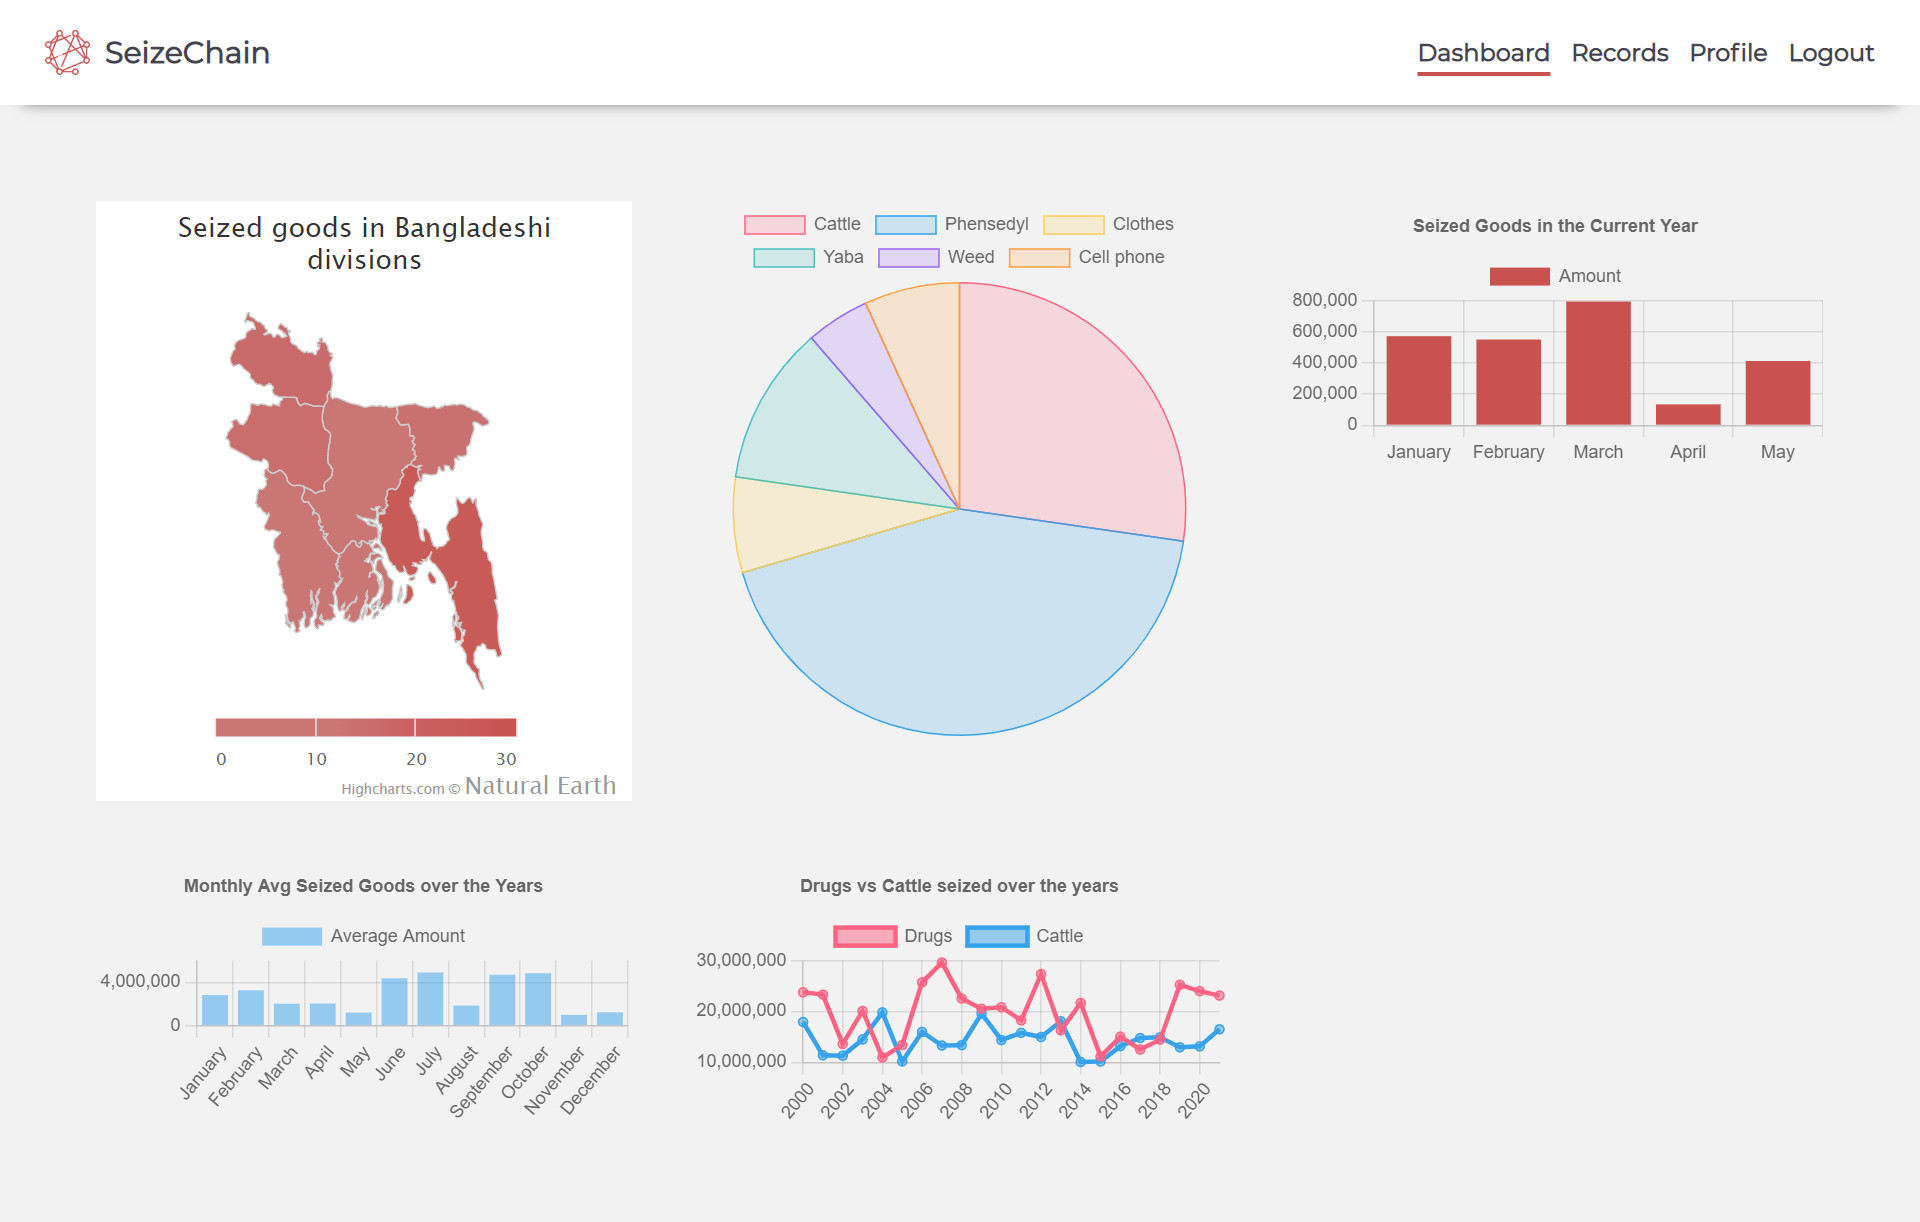 SeizeChain
Dashboard Records Profile Logout
Seized goods in Bangladeshi
divisions
0 10 20 30
Highcharts.com © Natural Earth
Cattle Phensedyl Clothes
Yaba Weed Cell phone
Seized Goods in the Current Year
Amount
800,000
600,000
400,000
200,000
0
January February March April May
Monthly Avg Seized Goods over the Years
Average Amount
4,000,000
0
January February March April May June July August September October November December
Drugs vs Cattle seized over the years
Drugs Cattle
30,000,000
20,000,000
10,000,000
2000 2002 2004 2006 2008 2010 2012 2014 2016 2018 2020